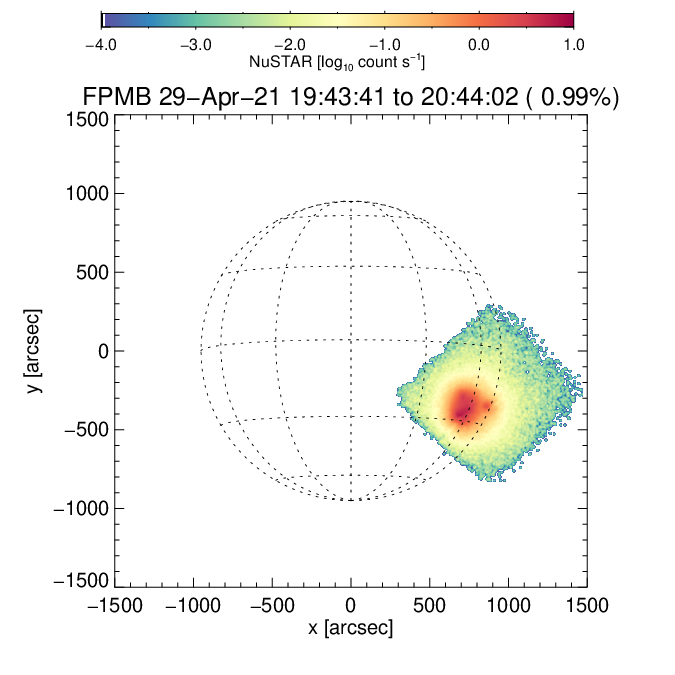 −4.0 −3.0 −2.0 −1.0 0.0 1.0
NuSTAR [log₁₀ count s⁻¹]
FPMB 29−Apr−21 19:43:41 to 20:44:02 ( 0.99%)
1500
1000
500
0
−500
−1000
−1500
y [arcsec]
−1500 −1000 −500 0 500 1000 1500
x [arcsec]